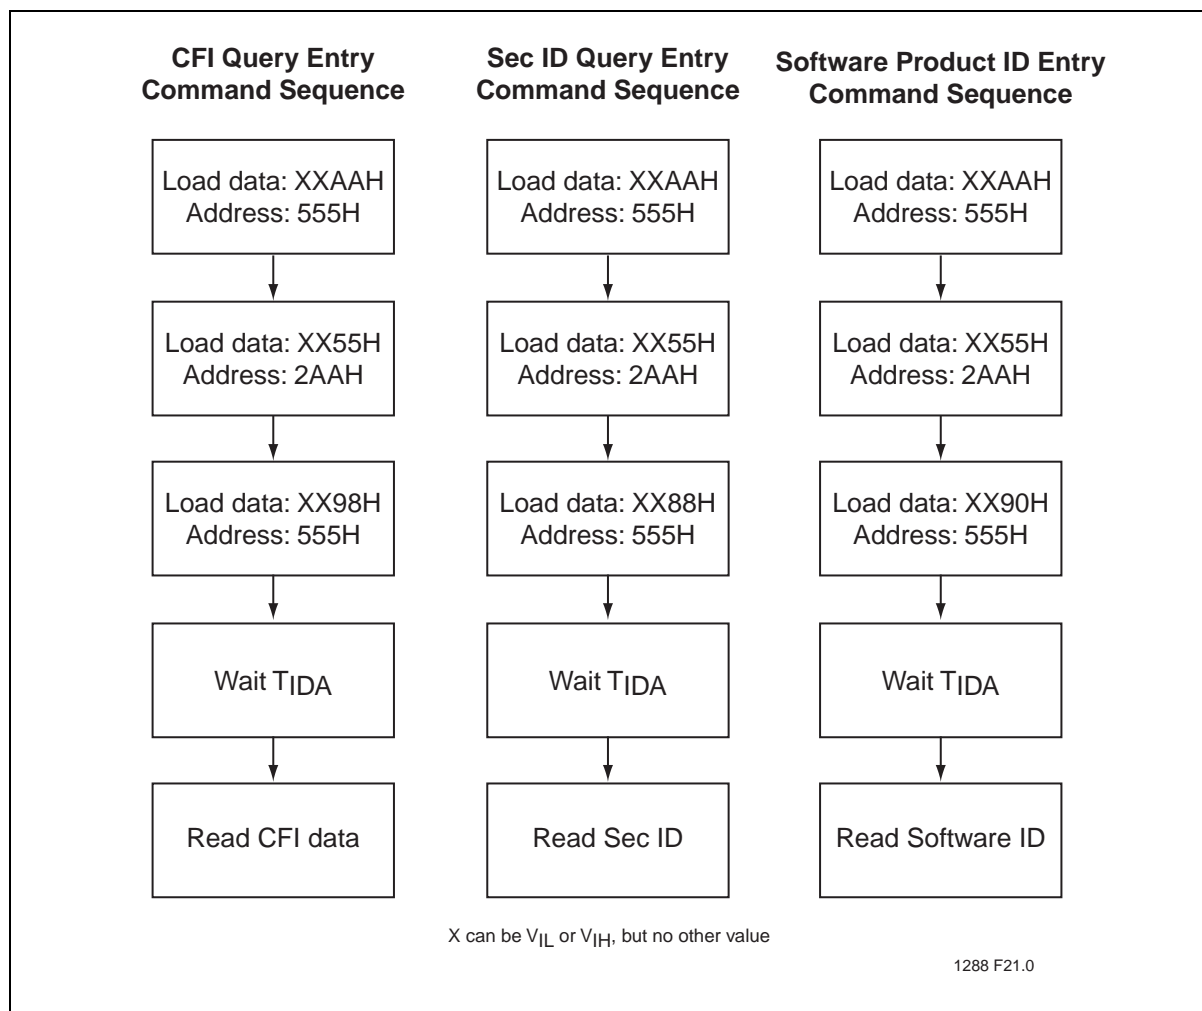 CFI Query Entry
Command Sequence
Load data: XXAAH
Address: 555H
Load data: XX55H
Address: 2AAH
Load data: XX98H
Address: 555H
Wait TIDA
Read CFI data
Sec ID Query Entry
Command Sequence
Load data: XXAAH
Address: 555H
Load data: XX55H
Address: 2AAH
Load data: XX88H
Address: 555H
Wait TIDA
Read Sec ID
Software Product ID Entry
Command Sequence
Load data: XXAAH
Address: 555H
Load data: XX55H
Address: 2AAH
Load data: XX90H
Address: 555H
Wait TIDA
Read Software ID
X can be VIL or VIH, but no other value
1288 F21.0